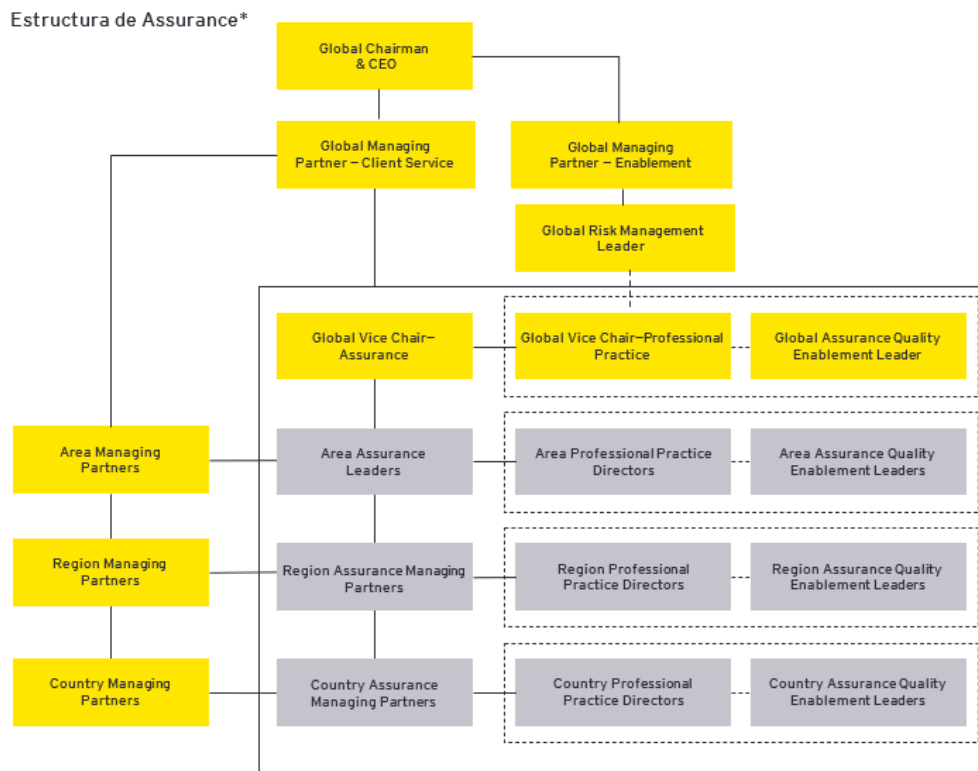 Estructura de Assurance*
Global Chairman
& CEO
Global Managing
Partner – Client Service
Global Managing
Partner – Enablement
Global Risk Management
Leader
Global Vice Chair–
Assurance
Global Vice Chair–Professional
Practice
Global Assurance Quality
Enablement Leader
Area Managing
Partners
Area Assurance
Leaders
Area Professional Practice
Directors
Area Assurance Quality
Enablement Leaders
Region Managing
Partners
Region Assurance Managing
Partners
Region Professional
Practice Directors
Region Assurance Quality
Enablement Leaders
Country Managing
Partners
Country Assurance
Managing Partners
Country Professional
Practice Directors
Country Assurance Quality
Enablement Leaders